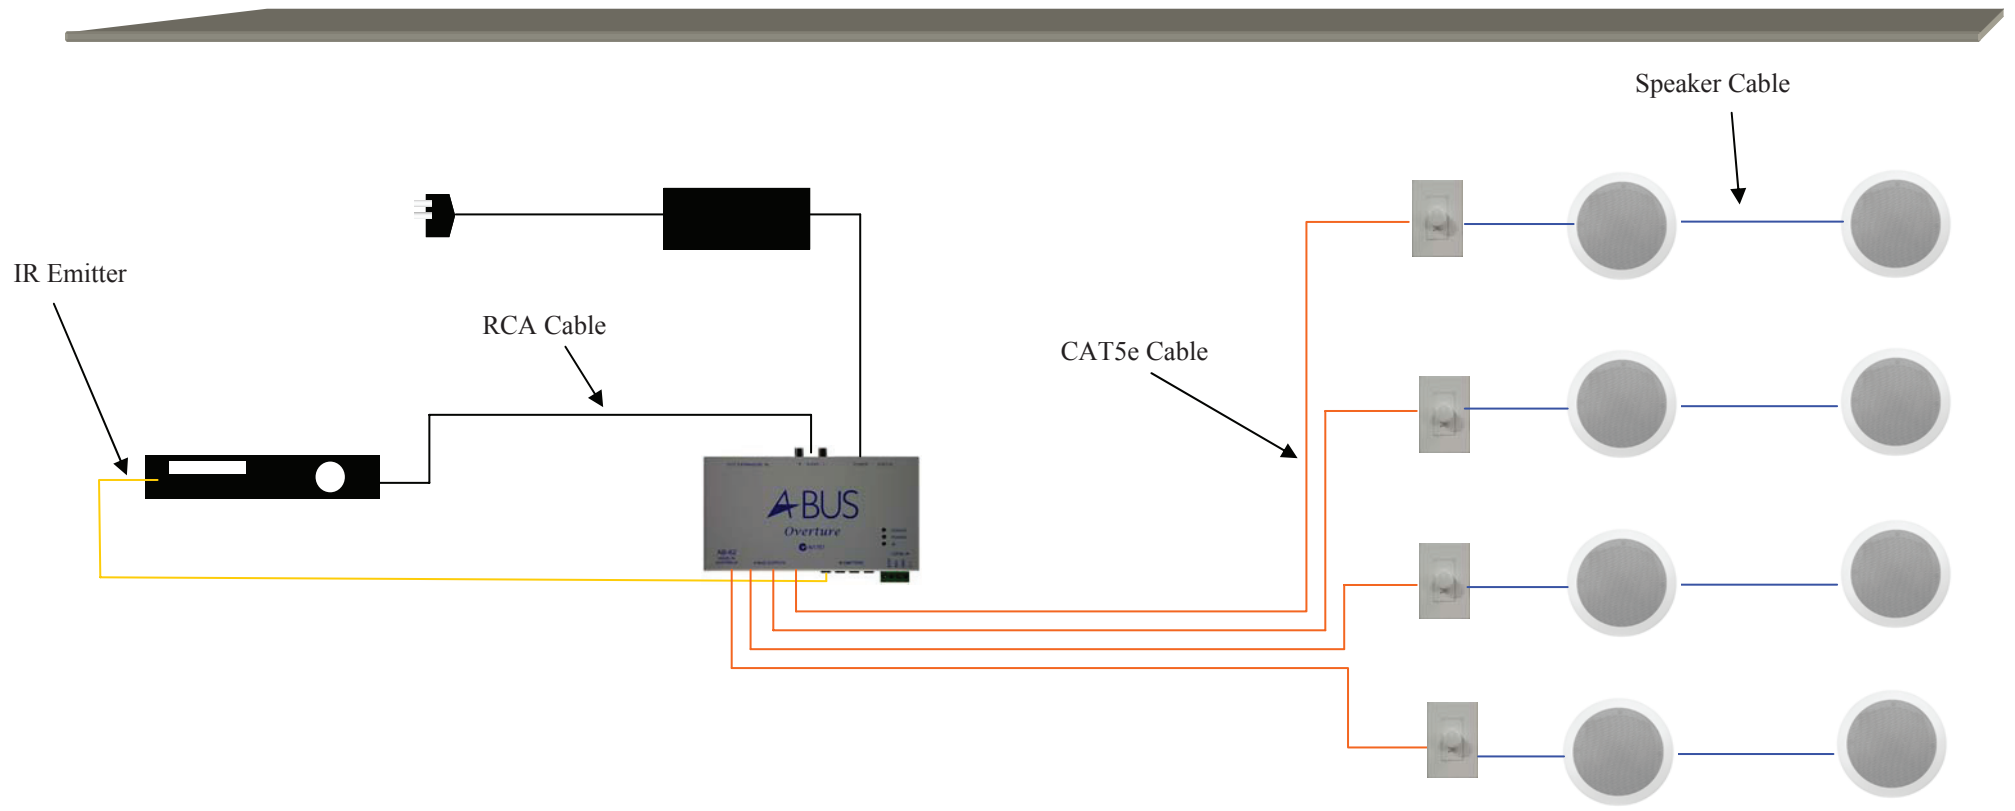 Speaker Cable
IR Emitter
RCA Cable
CAT5e Cable
A-BUS
Overture